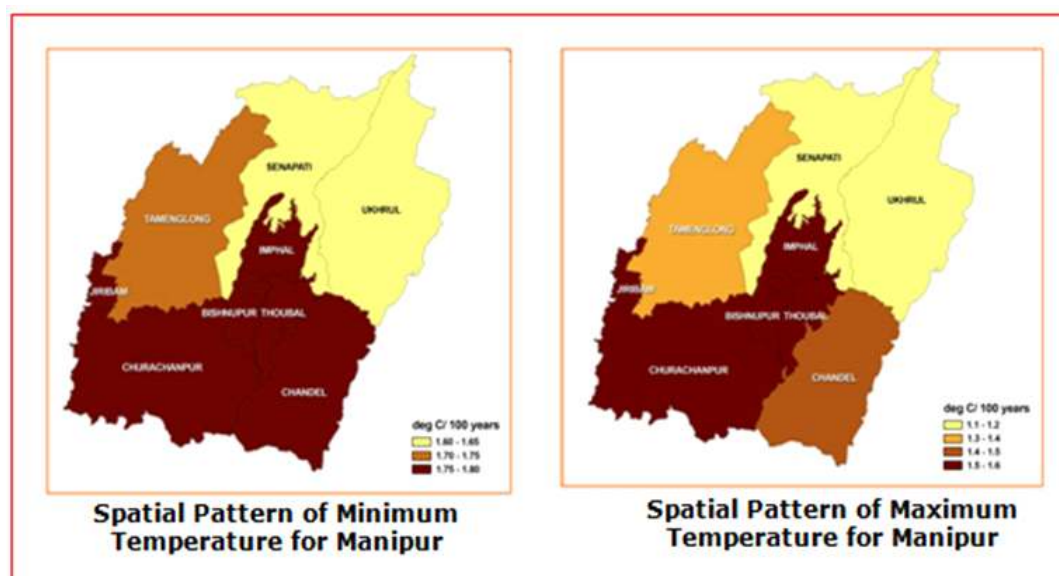 SENAPATI
UKHRUL
TAMENGLONG
IMPHAL
JIRIBAM
BISHNUPUR THOUBAL
CHURACHANPUR
CHANDEL
deg C/ 100 years
1.60 - 1.65
1.70 - 1.75
1.75 - 1.80
Spatial Pattern of Minimum
Temperature for Manipur
SENAPATI
UKHRUL
TAMENGLONG
IMPHAL
JIRIBAM
BISHNUPUR THOUBAL
CHURACHANPUR
CHANDEL
deg C/ 100 years
1.1 - 1.2
1.3 - 1.4
1.4 - 1.5
1.5 - 1.6
Spatial Pattern of Maximum
Temperature for Manipur